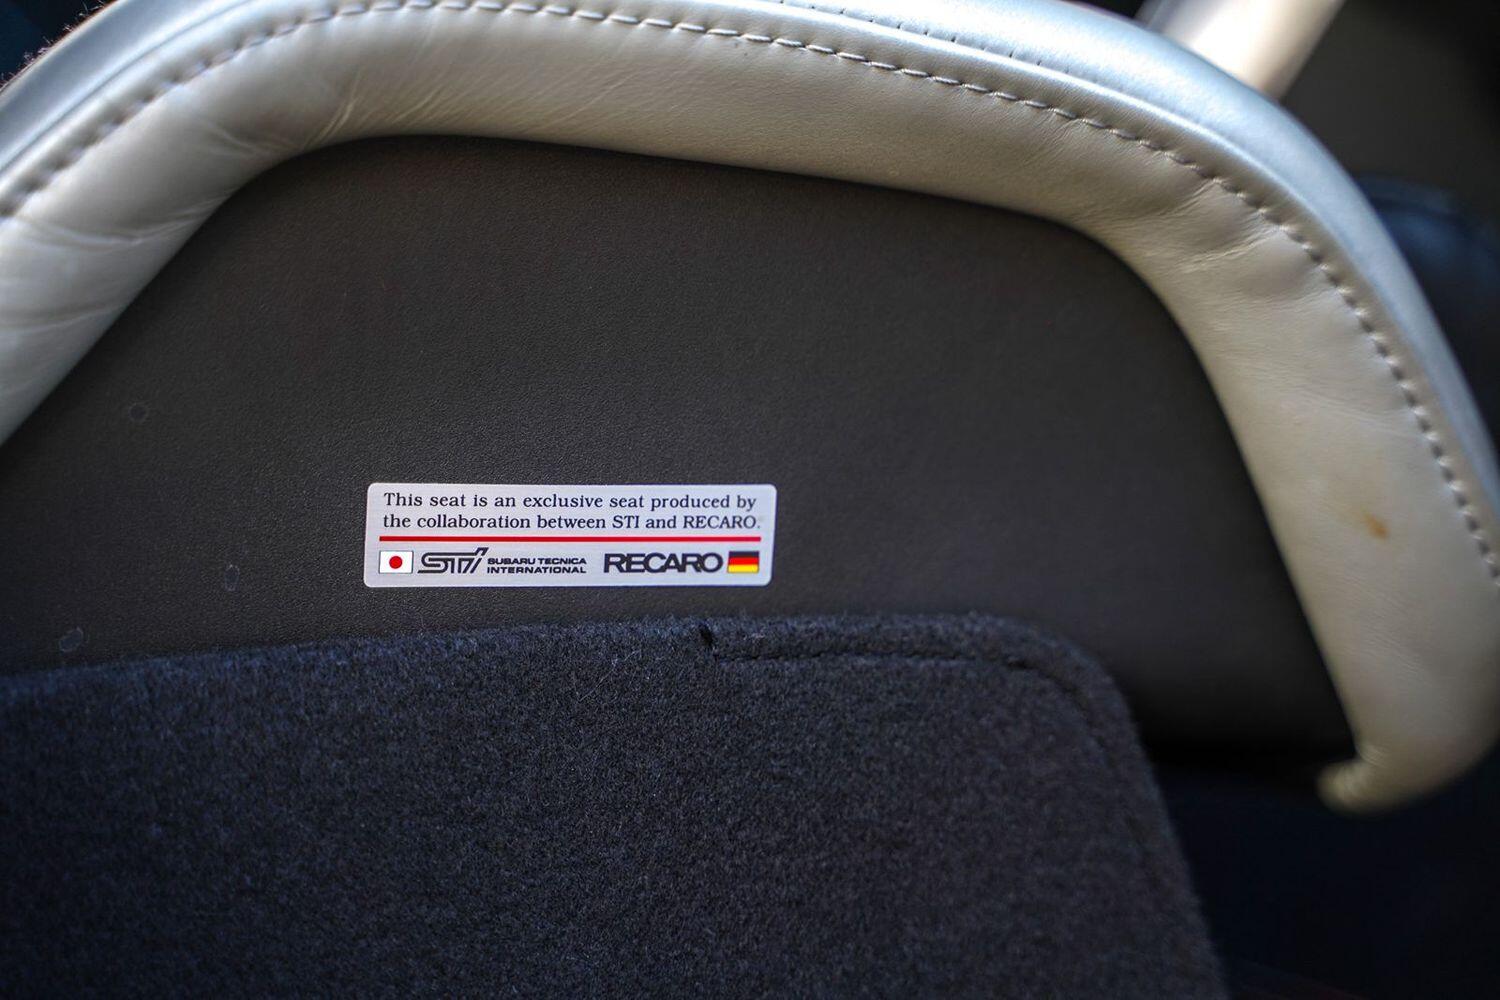 This seat is an exclusive seat produced by
the collaboration between STI and RECARO.
STI SUBARU TECNICA INTERNATIONAL RECARO